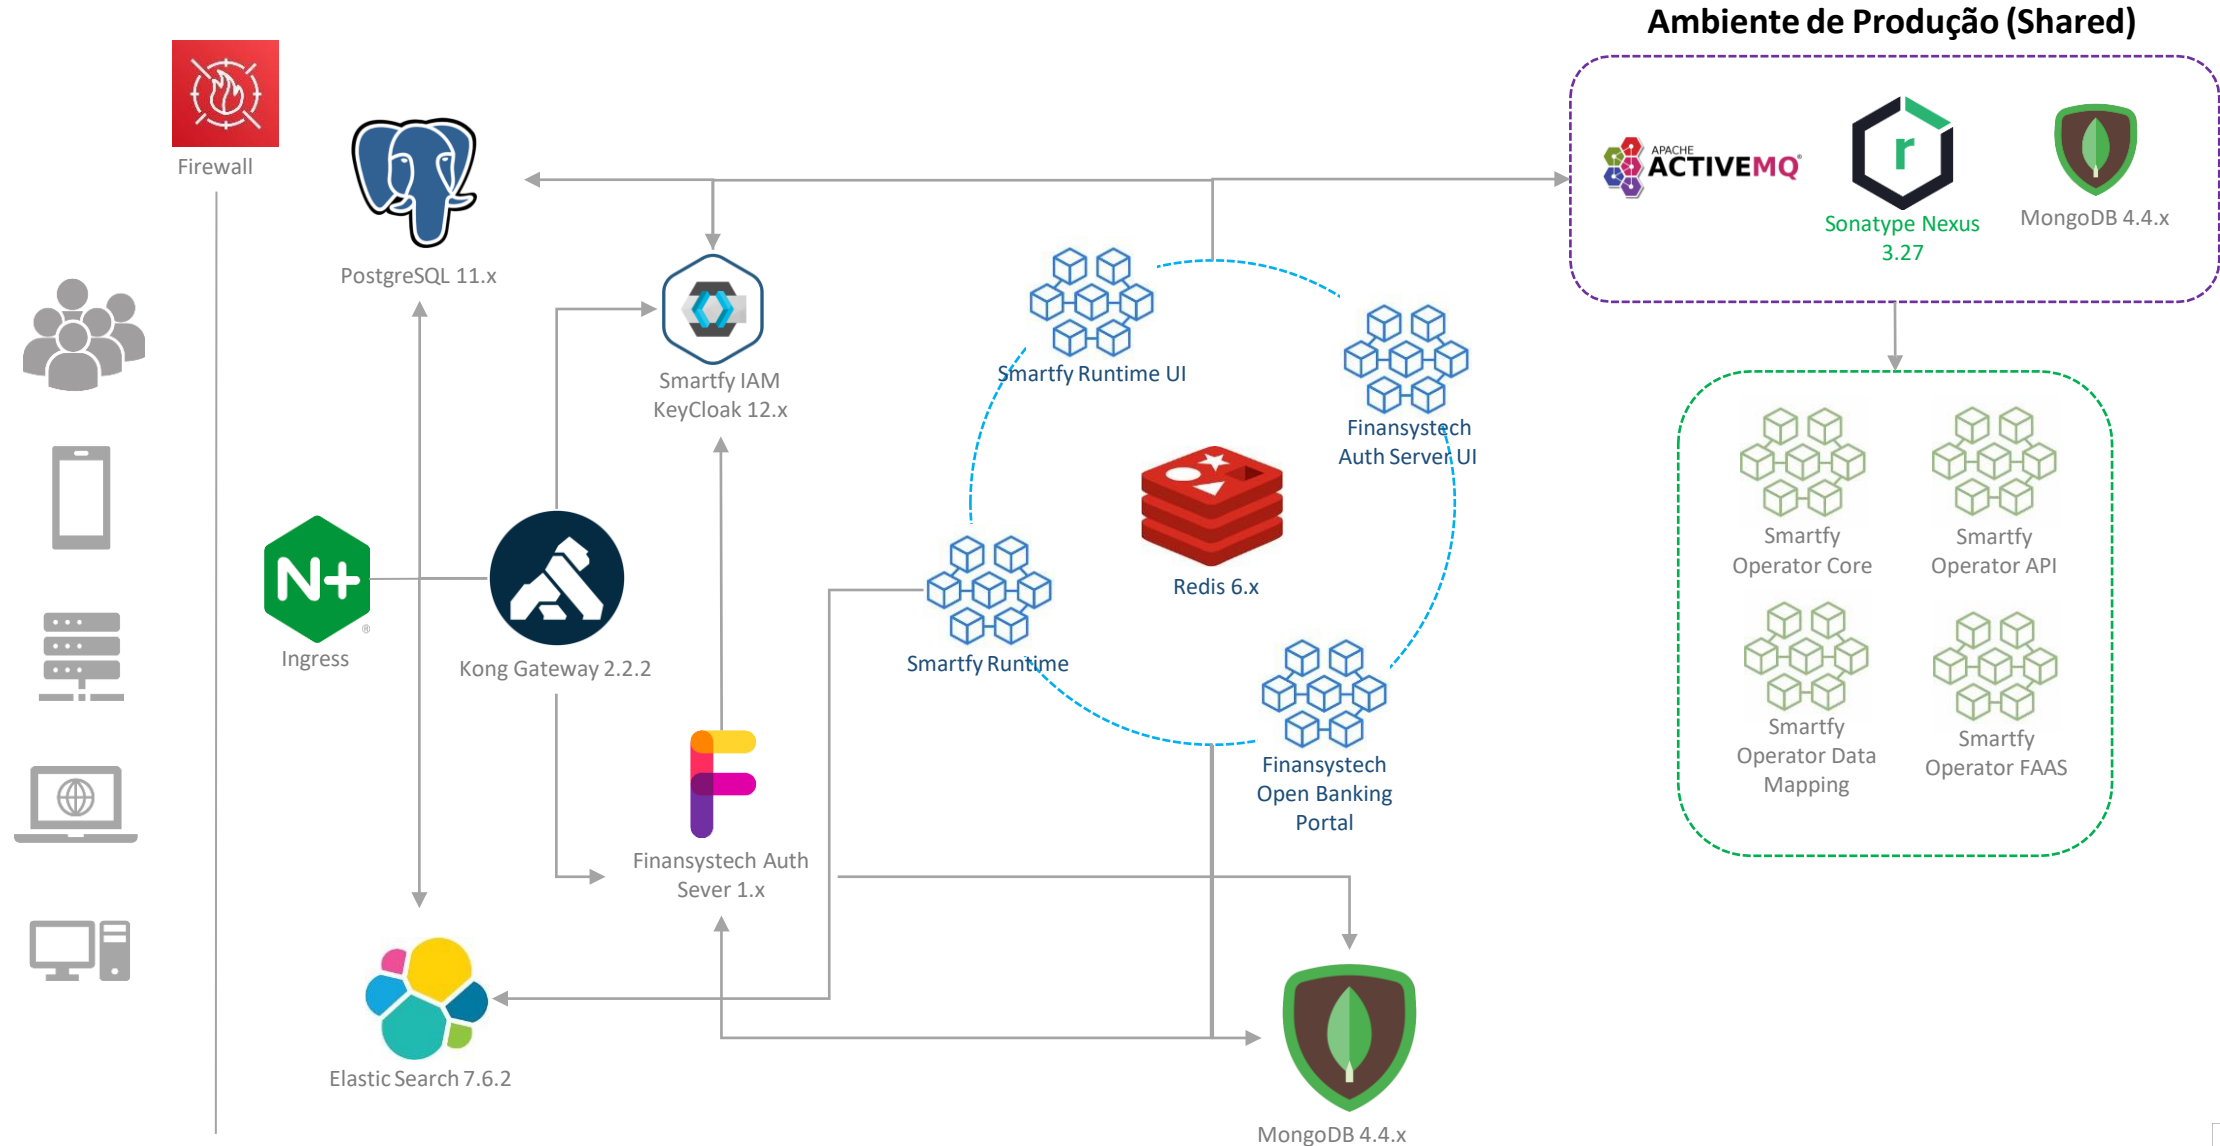 Ambiente de Produção (Shared)
Firewall
APACHE
ACTIVEMQ
r
Sonatype Nexus
3.27
MongoDB 4.4.x
PostgreSQL 11.x
Smartfy IAM
KeyCloak 12.x
Smartfy Runtime UI
Finansystech
Auth Server UI
Redis 6.x
Smartfy
Operator Core
Smartfy
Operator API
N+
®
Ingress
Kong Gateway 2.2.2
Smartfy Runtime
Smartfy
Operator Data
Mapping
Smartfy
Operator FAAS
Finansystech
Open Banking
Portal
Finansystech Auth
Sever 1.x
Elastic Search 7.6.2
MongoDB 4.4.x